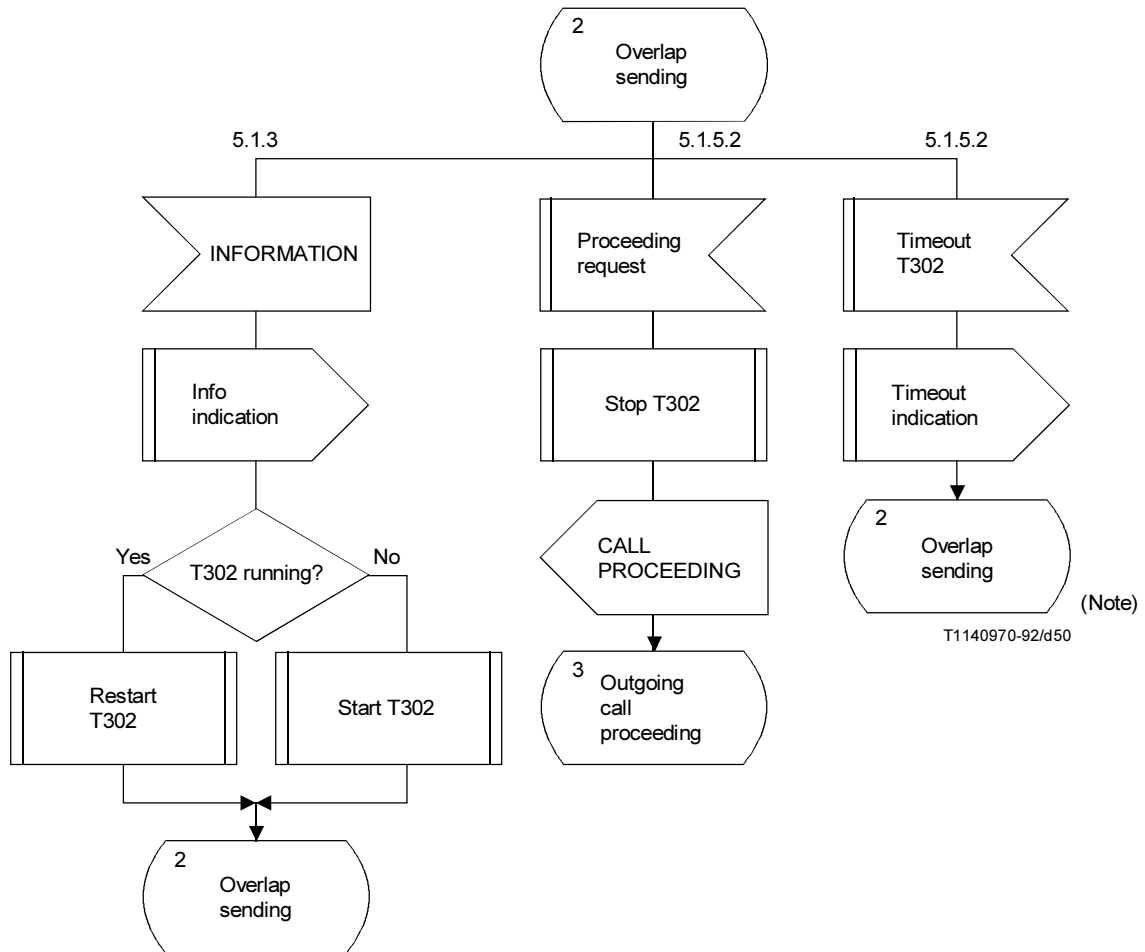 2
Overlap
sending
5.1.3
5.1.5.2
5.1.5.2
INFORMATION
Proceeding
request
Timeout
T302
Info
indication
Stop T302
Timeout
indication
Yes
T302 running?
No
CALL
PROCEEDING
2
Overlap
sending
(Note)
T1140970-92/d50
Restart
T302
Start T302
3
Outgoing
call
proceeding
2
Overlap
sending